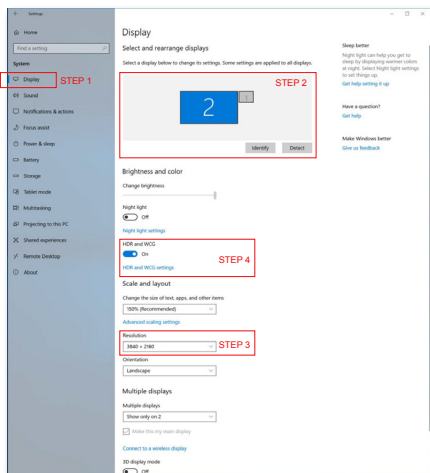 Settings
Home
Find a setting
System
Display
STEP 1
Sound
Notifications & actions
Focus assist
Power & sleep
Battery
Storage
Tablet mode
Multitasking
Projecting to this PC
Shared experiences
Remote Desktop
About
Display
Select and rearrange displays
Select a display below to change its settings. Some settings are applied to all displays.
STEP 2
2
1
Identify
Detect
Brightness and color
Change brightness
Night light
Off
Night light settings
HDR and WCG
On
HDR and WCG settings
STEP 4
Scale and layout
Change the size of text, apps, and other items
150% (Recommended)
Advanced scaling settings
Resolution
3840 × 2160
STEP 3
Orientation
Landscape
Multiple displays
Multiple displays
Show only on 2
Make this my main display
Connect to a wireless display
3D display mode
Off
Sleep better
Night light can help you get to
sleep by displaying warmer colors
at night. Select Night light settings
to set things up.
Get help setting it up
Have a question?
Get help
Make Windows better
Give us feedback